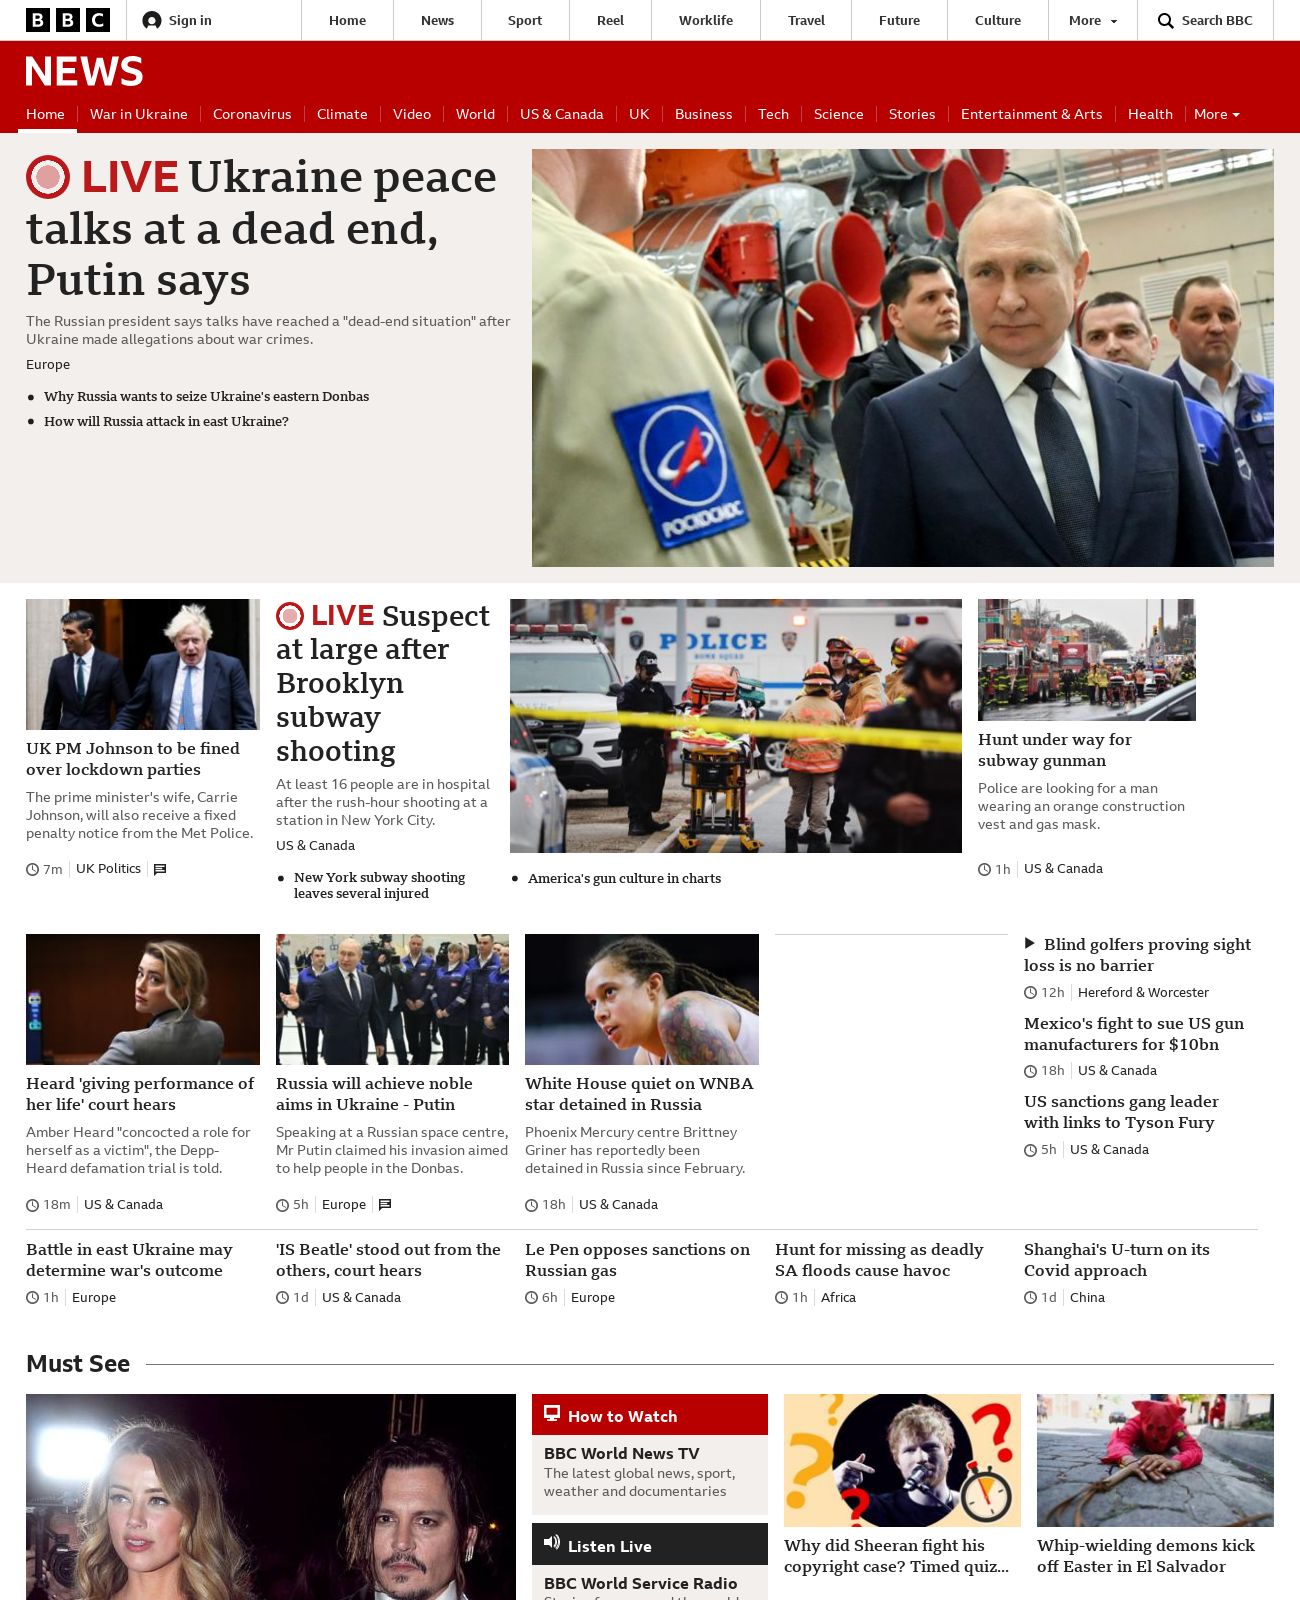 BBC
Sign in
Home
News
Sport
Reel
Worklife
Travel
Future
Culture
More
Search BBC
NEWS
Home
War in Ukraine
Coronavirus
Climate
Video
World
US & Canada
UK
Business
Tech
Science
Stories
Entertainment & Arts
Health
More
LIVE Ukraine peace
talks at a dead end,
Putin says
The Russian president says talks have reached a "dead-end situation" after
Ukraine made allegations about war crimes.
Europe
Why Russia wants to seize Ukraine's eastern Donbas
How will Russia attack in east Ukraine?
РОСКОСМОС
UK PM Johnson to be fined
over lockdown parties
The prime minister's wife, Carrie
Johnson, will also receive a fixed
penalty notice from the Met Police.
7m
UK Politics
LIVE Suspect
at large after
Brooklyn
subway
shooting
At least 16 people are in hospital
after the rush-hour shooting at a
station in New York City.
US & Canada
New York subway shooting
leaves several injured
POLICE
BOMB SQUAD
America's gun culture in charts
Hunt under way for
subway gunman
Police are looking for a man
wearing an orange construction
vest and gas mask.
1h
US & Canada
Heard 'giving performance of
her life' court hears
Amber Heard "concocted a role for
herself as a victim", the Depp-
Heard defamation trial is told.
18m
US & Canada
Russia will achieve noble
aims in Ukraine - Putin
Speaking at a Russian space centre,
Mr Putin claimed his invasion aimed
to help people in the Donbas.
5h
Europe
White House quiet on WNBA
star detained in Russia
Phoenix Mercury centre Brittney
Griner has reportedly been
detained in Russia since February.
18h
US & Canada
Blind golfers proving sight
loss is no barrier
12h
Hereford & Worcester
Mexico's fight to sue US gun
manufacturers for $10bn
18h
US & Canada
US sanctions gang leader
with links to Tyson Fury
5h
US & Canada
Battle in east Ukraine may
determine war's outcome
1h
Europe
'IS Beatle' stood out from the
others, court hears
1d
US & Canada
Le Pen opposes sanctions on
Russian gas
6h
Europe
Hunt for missing as deadly
SA floods cause havoc
1h
Africa
Shanghai's U-turn on its
Covid approach
1d
China
Must See
How to Watch
BBC World News TV
The latest global news, sport,
weather and documentaries
Listen Live
BBC World Service Radio
Why did Sheeran fight his
copyright case? Timed quiz...
Whip-wielding demons kick
off Easter in El Salvador